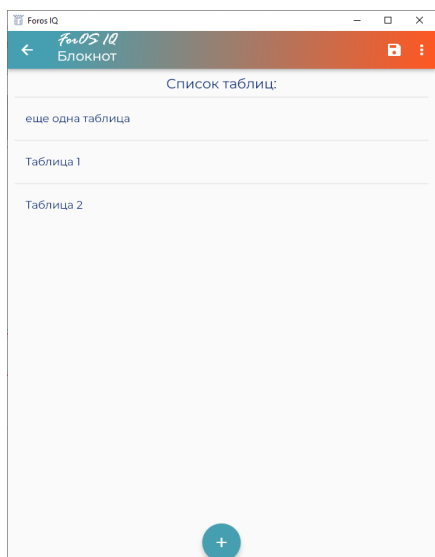 Foros IQ
ForOS IQ
Блокнот
Список таблиц:
еще одна таблица
Таблица 1
Таблица 2
+